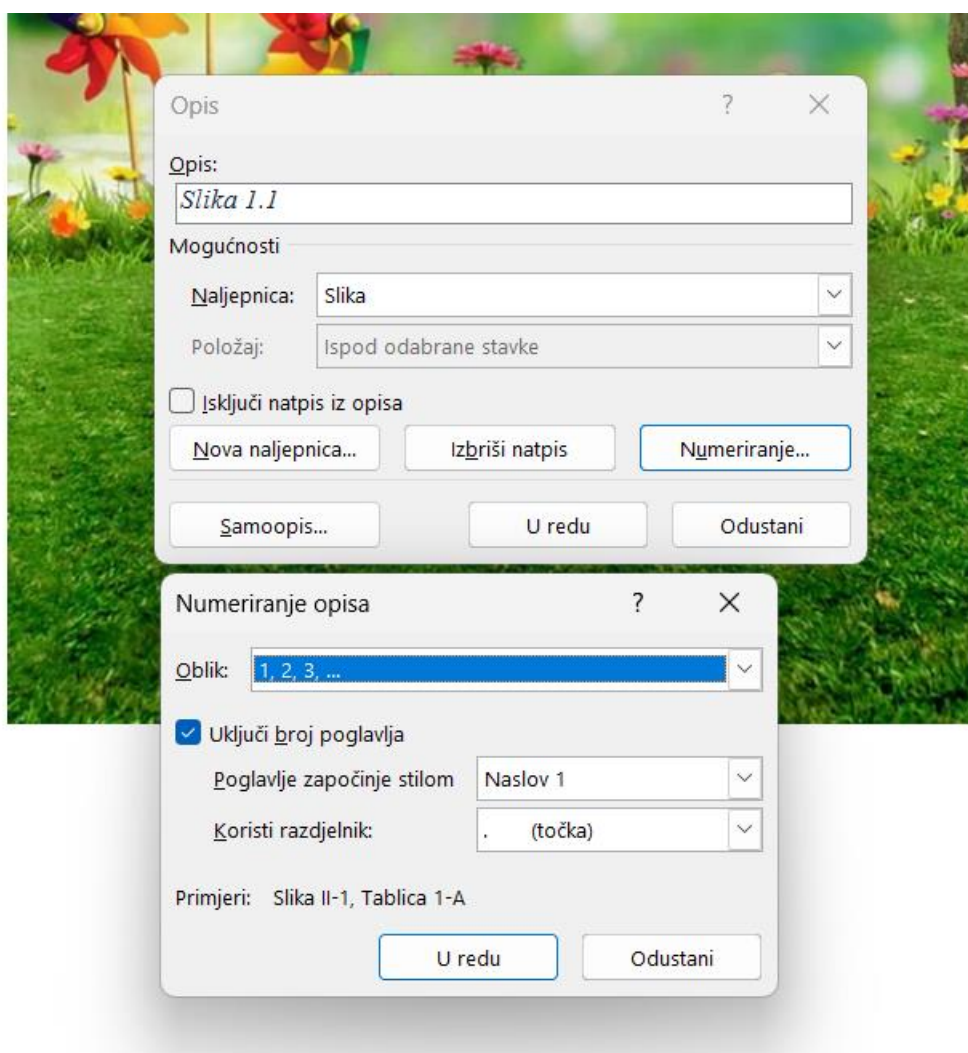 Opis
Opis:
Slika 1.1
Mogućnosti
Naljepnica: Slika
Položaj: Ispod odabrane stavke
Isključi natpis iz opisa
Nova naljepnica... Izbriši natpis Numeriranje...
Samoopis... U redu Odustani
Numeriranje opisa
Oblik: 1, 2, 3, ...
Uključi broj poglavlja
Poglavlje započinje stilom Naslov 1
Koristi razdjelnik: . (točka)
Primjeri: Slika II-1, Tablica 1-A
U redu Odustani